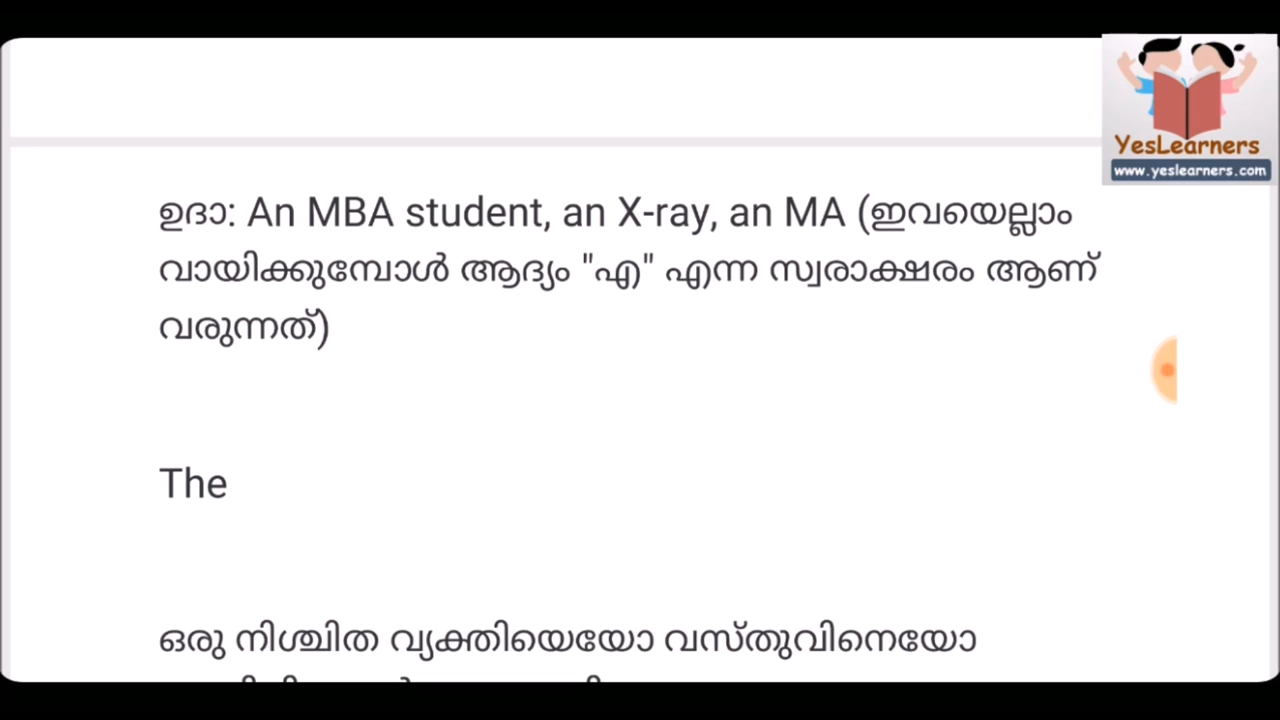 YesLearners
www.yeslearners.com
ഉദാ: An MBA student, an X-ray, an MA (ഇവയെല്ലാം
വായിക്കുമ്പോൾ ആദ്യം "എ" എന്ന സ്വരാക്ഷരം ആണ്
വരുന്നത്)
The
ഒരു നിശ്ചിത വ്യക്തിയെയോ വസ്തുവിനെയോ